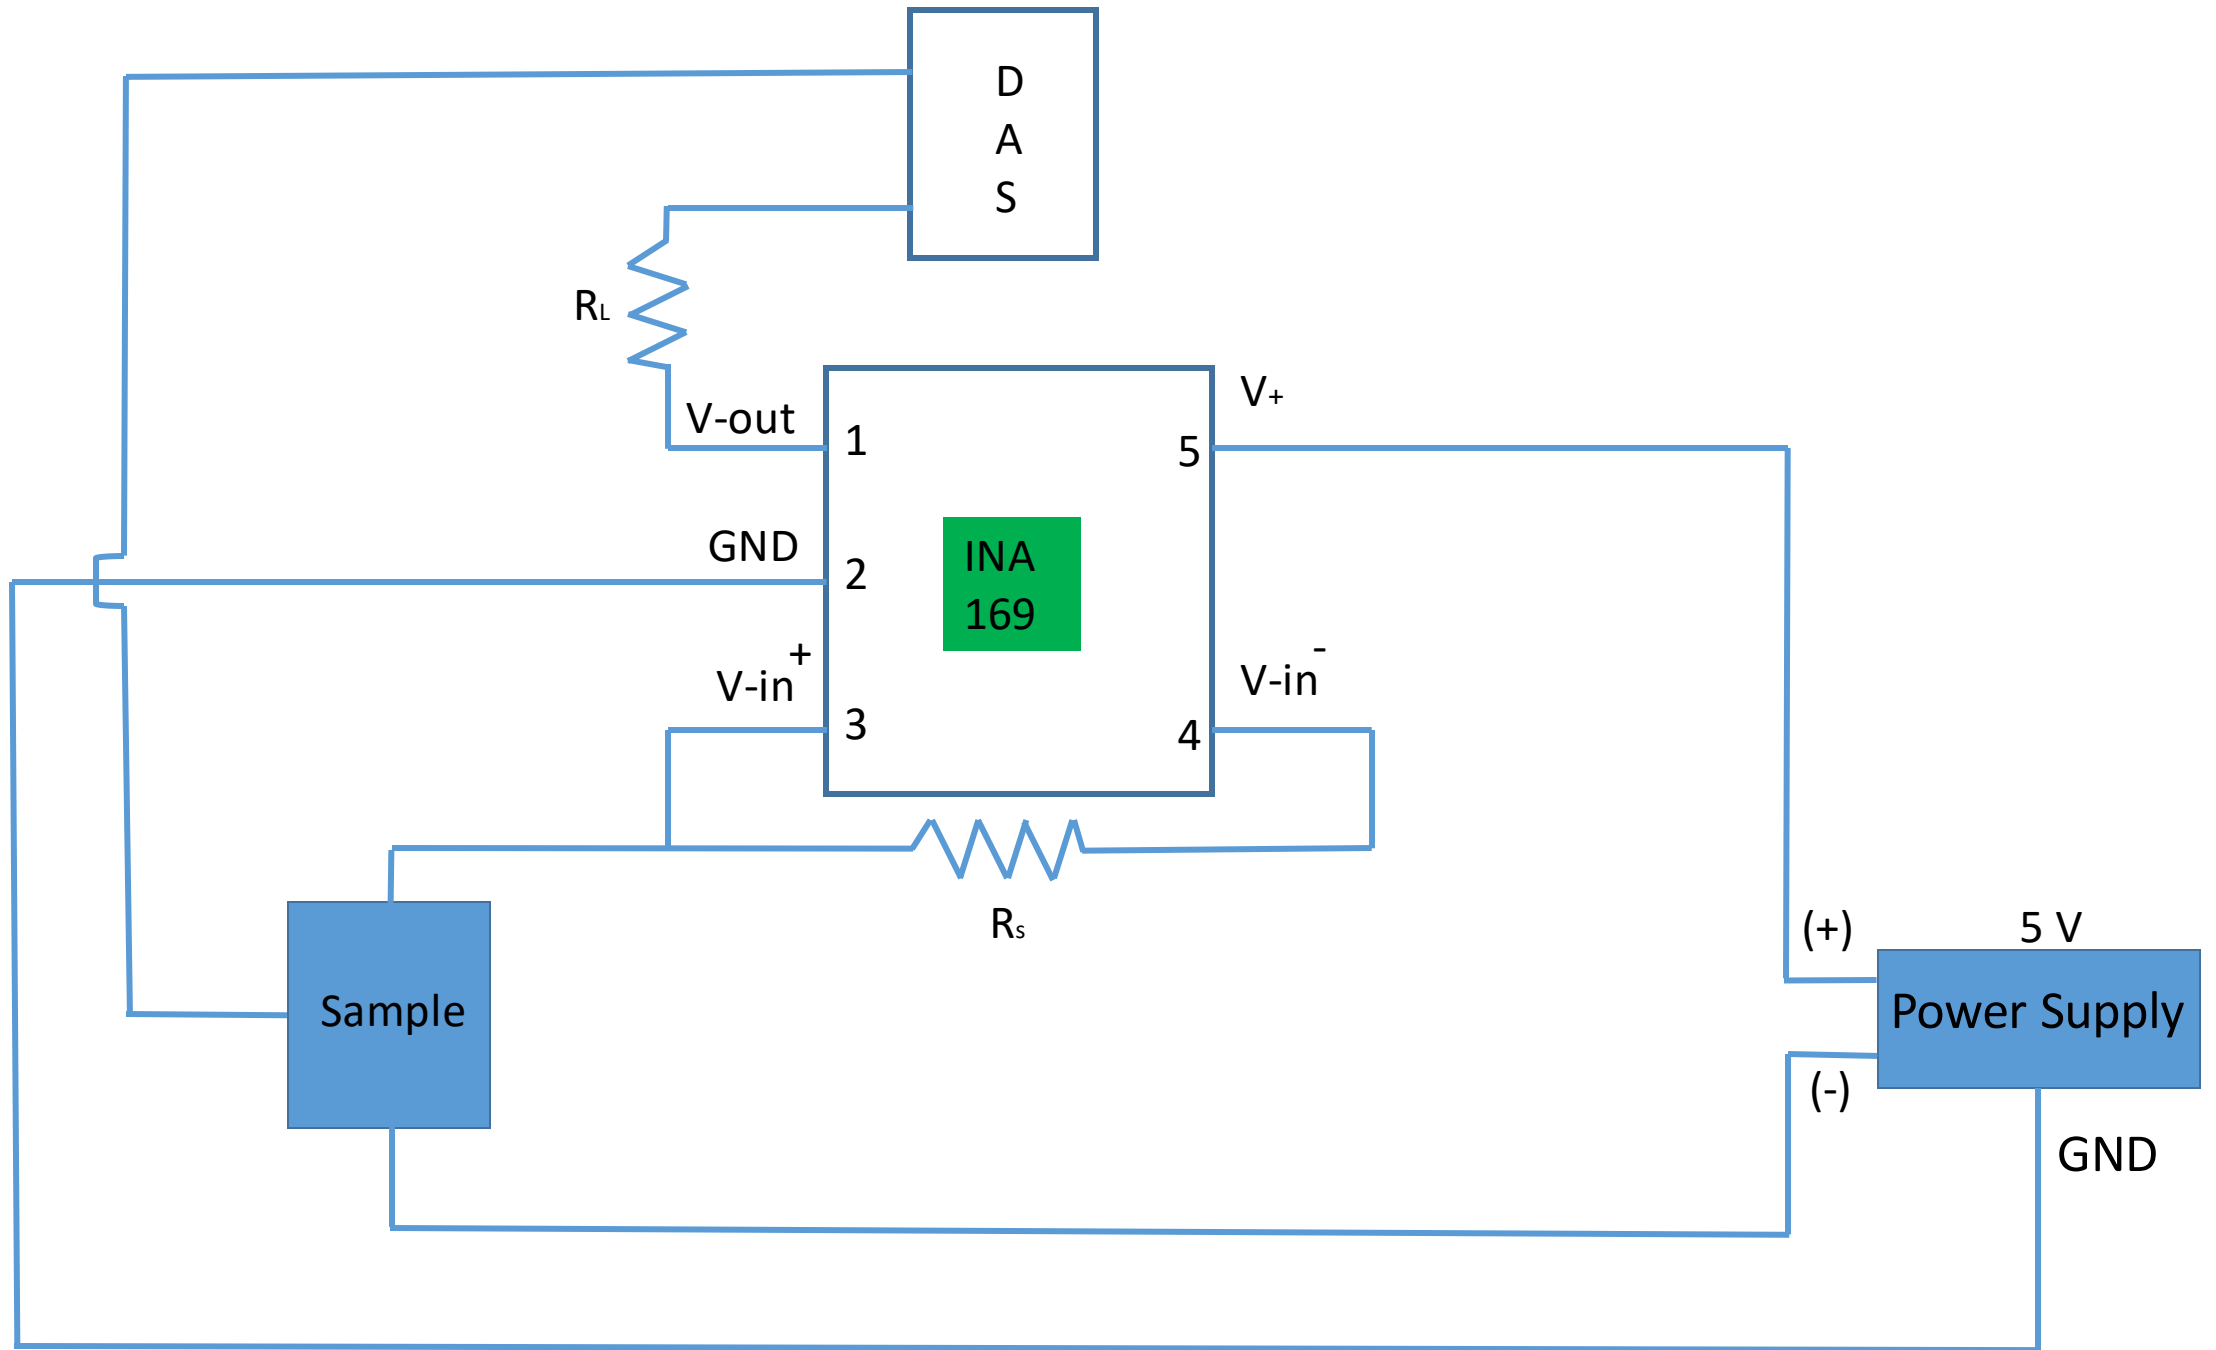 D
A
S
RL
V-out
V+
1
5
GND
2
INA
169
V-in+
V-in-
3
4
Rs
Sample
(+)
5 V
Power Supply
(-)
GND